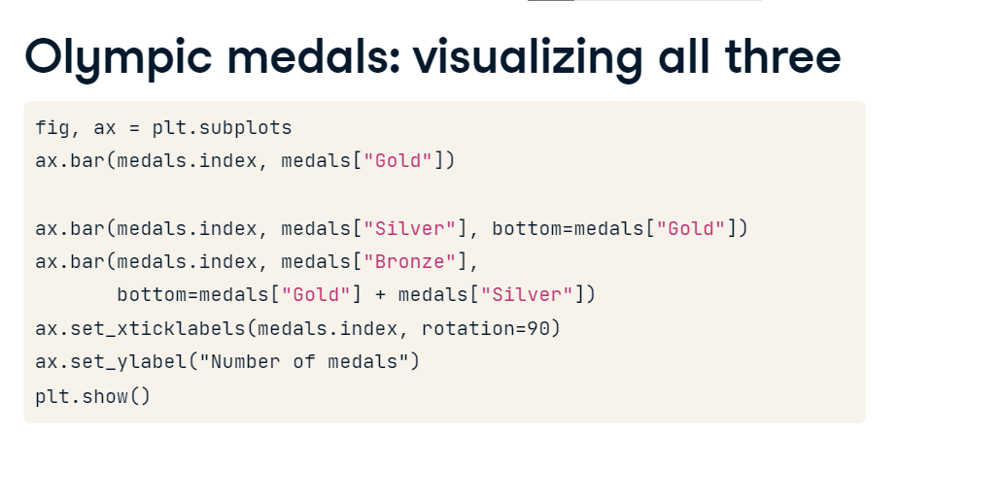 Olympic medals: visualizing all three
fig, ax = plt.subplots
ax.bar(medals.index, medals["Gold"])
ax.bar(medals.index, medals["Silver"], bottom=medals["Gold"])
ax.bar(medals.index, medals["Bronze"],
       bottom=medals["Gold"] + medals["Silver"])
ax.set_xticklabels(medals.index, rotation=90)
ax.set_ylabel("Number of medals")
plt.show()